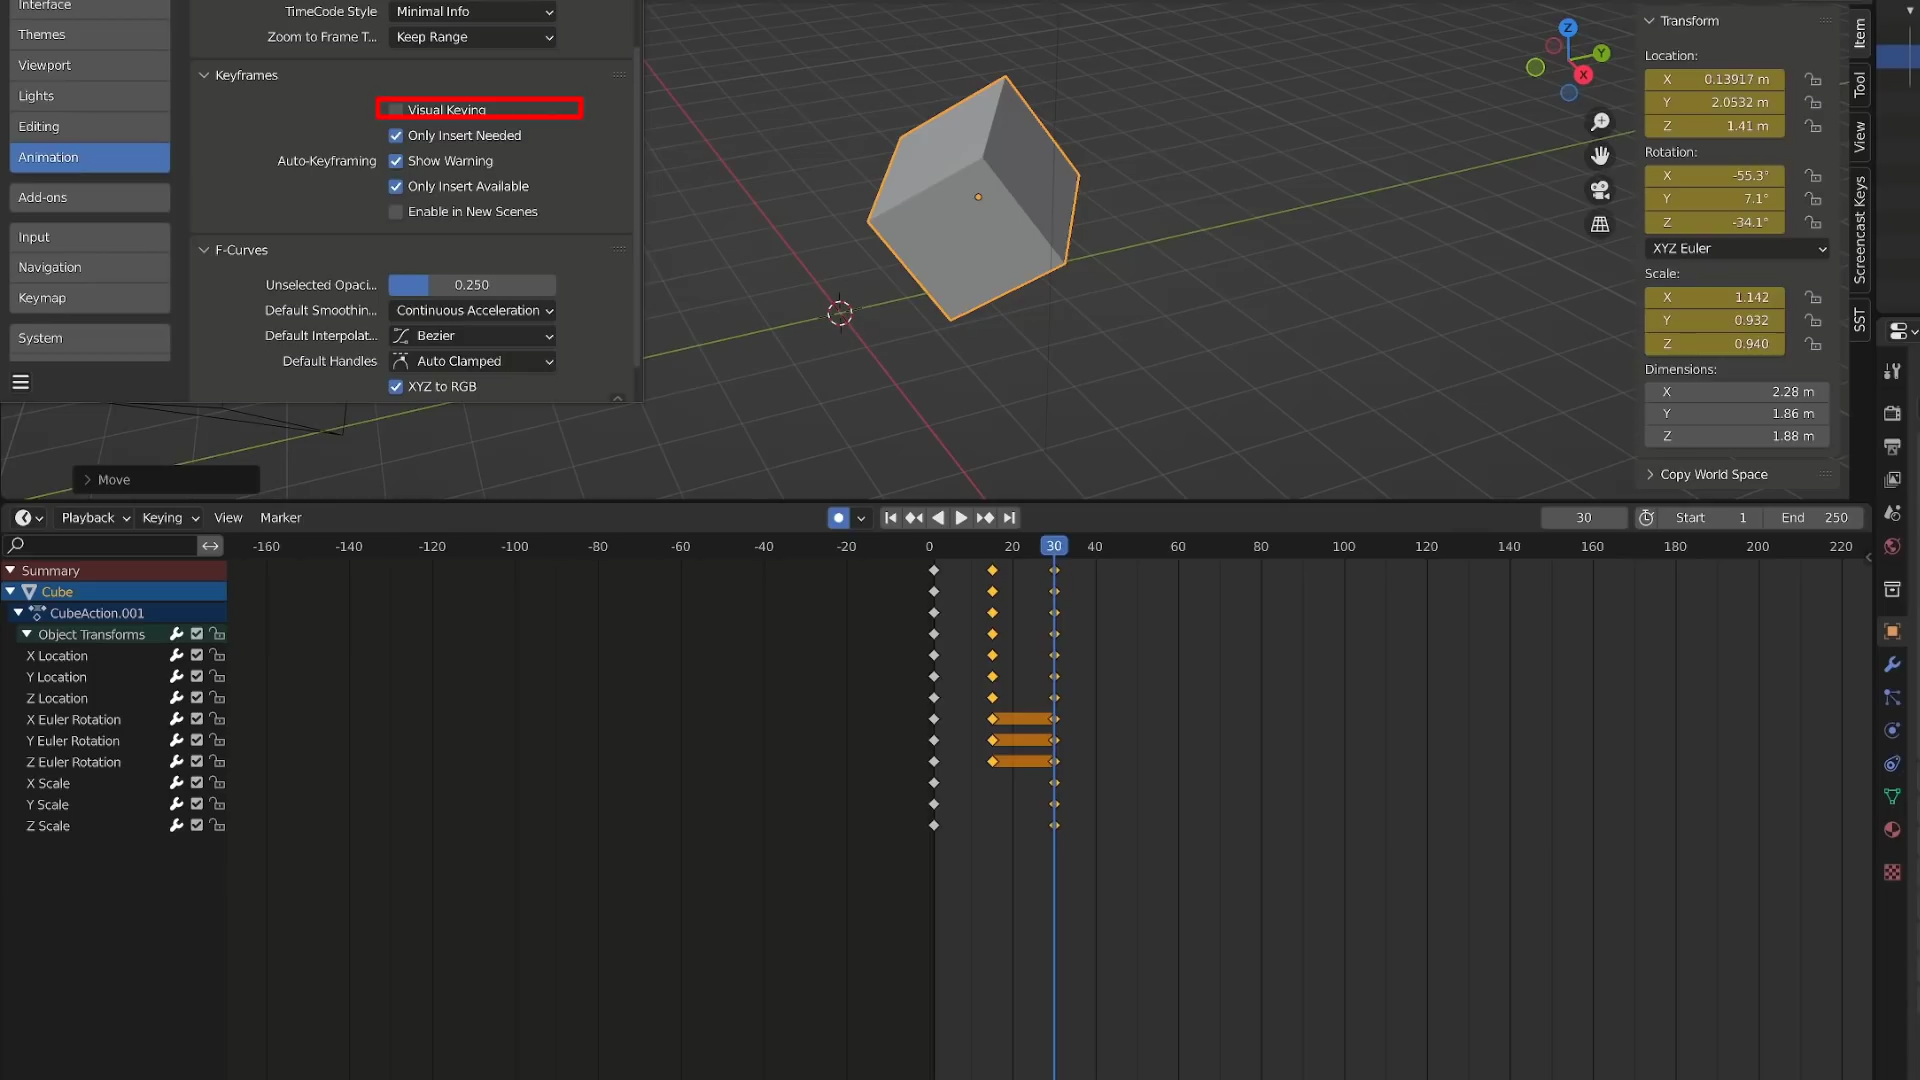 Interface
Themes
Viewport
Lights
Editing
Animation
Add-ons
Input
Navigation
Keymap
System
TimeCode Style Minimal Info
Zoom to Frame T... Keep Range
Keyframes
Visual Keying
Only Insert Needed
Auto-Keyframing Show Warning
Only Insert Available
Enable in New Scenes
F-Curves
Unselected Opaci... 0.250
Default Smoothin... Continuous Acceleration
Default Interpolat... Bezier
Default Handles Auto Clamped
XYZ to RGB
Move
Z
Y
X
Transform
Location:
X 0.13917 m
Y 2.0532 m
Z 1.41 m
Rotation:
X -55.3°
Y 7.1°
Z -34.1°
XYZ Euler
Scale:
X 1.142
Y 0.932
Z 0.940
Dimensions:
X 2.28 m
Y 1.86 m
Z 1.88 m
Copy World Space
Item
Tool
View
Screencast Keys
SST
Playback Keying View Marker
30 Start 1 End 250
-160 -140 -120 -100 -80 -60 -40 -20 0 20 30 40 60 80 100 120 140 160 180 200 220
Summary
Cube
CubeAction.001
Object Transforms
X Location
Y Location
Z Location
X Euler Rotation
Y Euler Rotation
Z Euler Rotation
X Scale
Y Scale
Z Scale